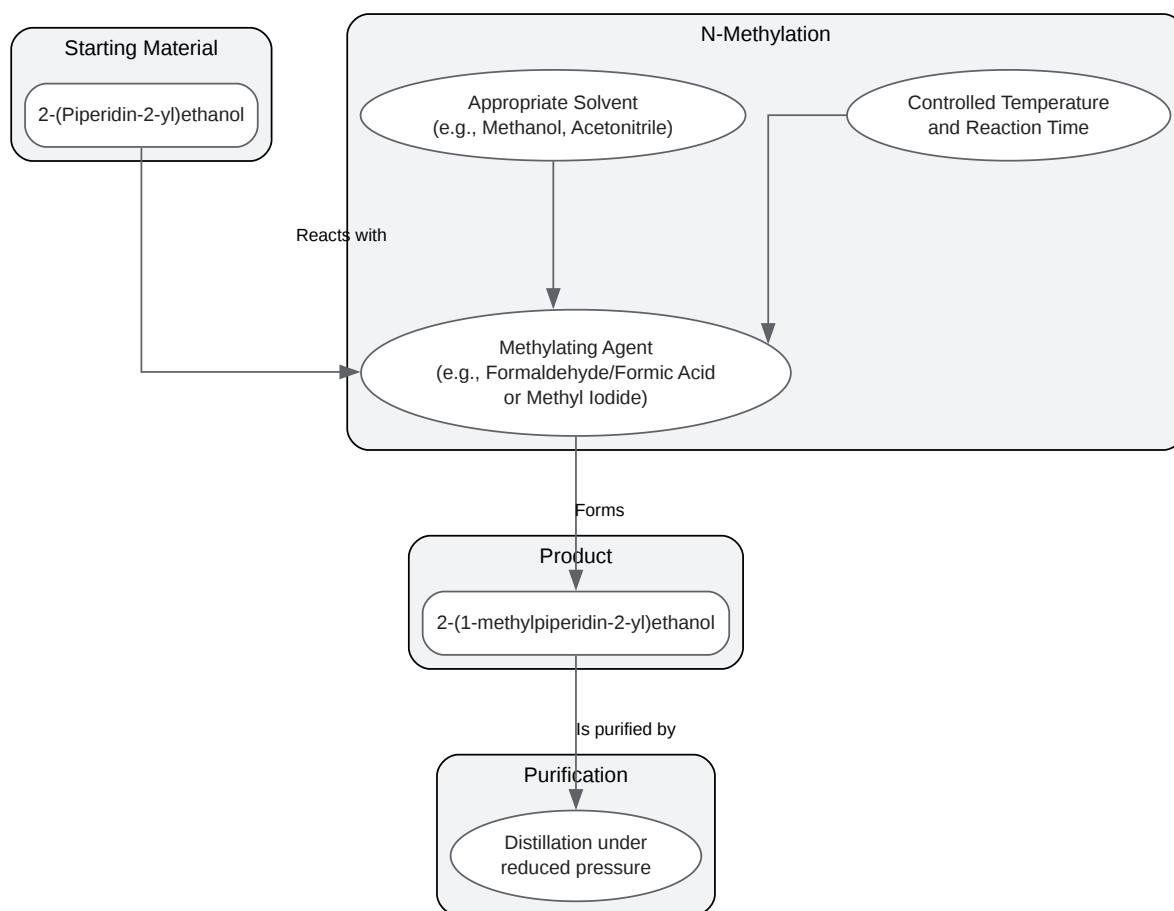 Starting Material
2-(Piperidin-2-yl)ethanol
N-Methylation
Appropriate Solvent
(e.g., Methanol, Acetonitrile)
Controlled Temperature
and Reaction Time
Reacts with
Methylating Agent
(e.g., Formaldehyde/Formic Acid
or Methyl Iodide)
Forms
Product
2-(1-methylpiperidin-2-yl)ethanol
Is purified by
Purification
Distillation under
reduced pressure